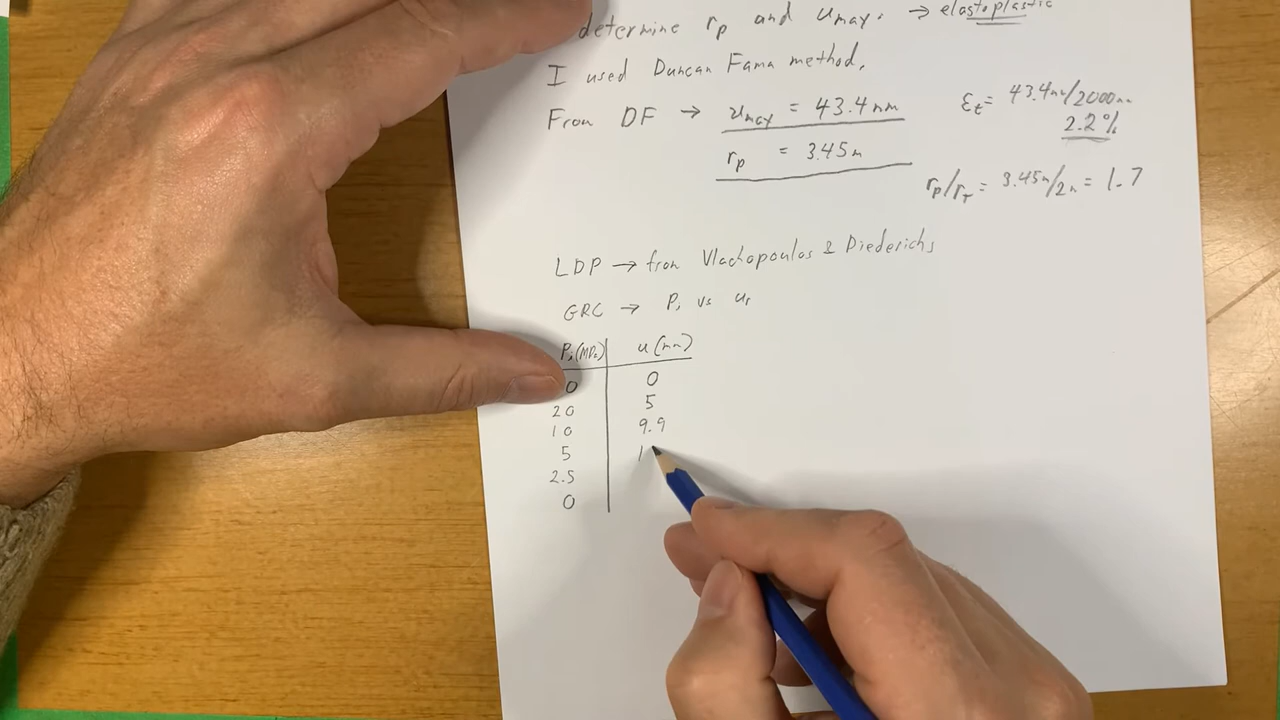 determine rp and umax. → elastoplastic
I used Duncan Fama method.
From DF → umax = 43.4mm
rp = 3.45m
εt = 43.4mm/2000mm
2.2%
rp/rT = 3.45m/2m = 1.7
LDP → from Vlachopoulos & Diederichs
GRC → Pi vs ur
Pi (MPa) u (mm)
0 0
20 5
10 9.9
5 1
2.5
0